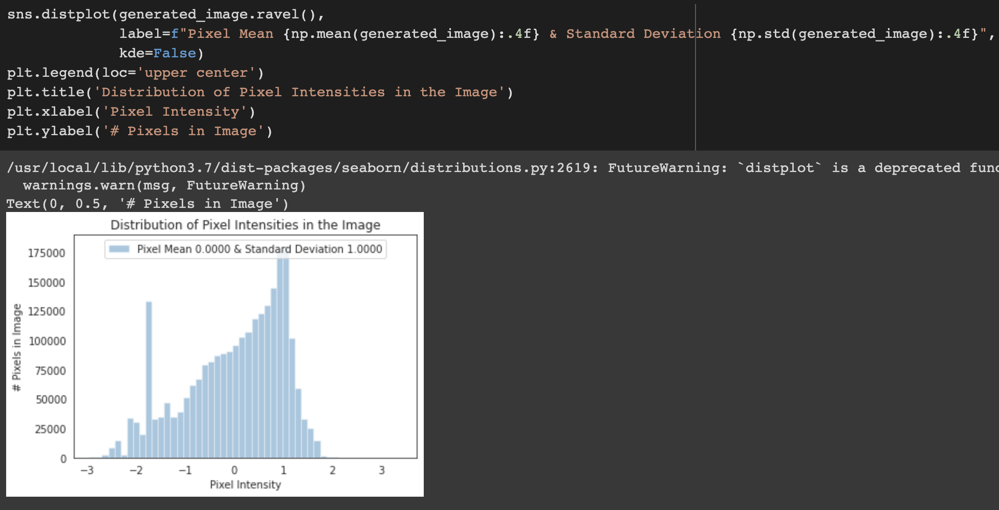 sns.distplot(generated_image.ravel(),
             label=f"Pixel Mean {np.mean(generated_image):.4f} & Standard Deviation {np.std(generated_image):.4f}",
             kde=False)
plt.legend(loc='upper center')
plt.title('Distribution of Pixel Intensities in the Image')
plt.xlabel('Pixel Intensity')
plt.ylabel('# Pixels in Image')
/usr/local/lib/python3.7/dist-packages/seaborn/distributions.py:2619: FutureWarning: `distplot` is a deprecated func
  warnings.warn(msg, FutureWarning)
Text(0, 0.5, '# Pixels in Image')
Distribution of Pixel Intensities in the Image
Pixel Mean 0.0000 & Standard Deviation 1.0000
175000
150000
125000
100000
75000
50000
25000
0
# Pixels in Image
−3 −2 −1 0 1 2 3
Pixel Intensity